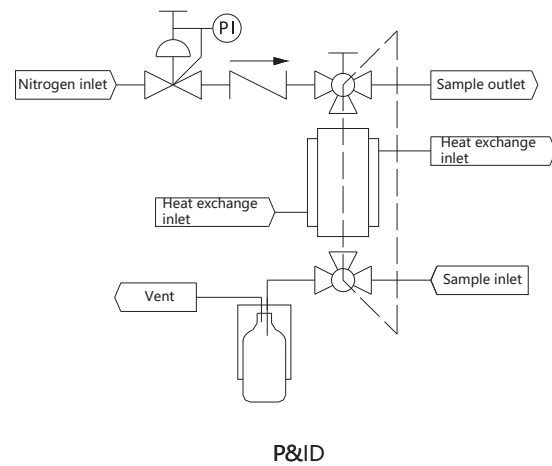 PI
Nitrogen inlet
Sample outlet
Heat exchange
inlet
Heat exchange
inlet
Sample inlet
Vent
P&ID